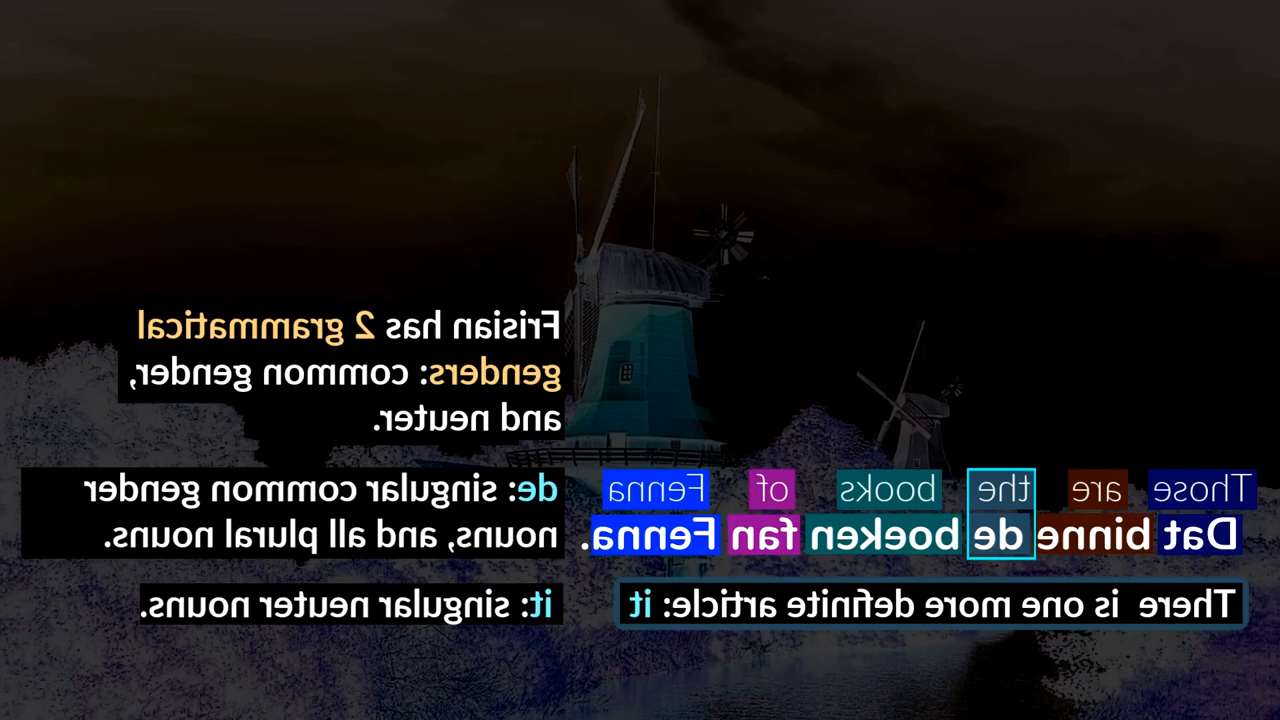 Frisian has 2 grammatical
genders: common gender,
and neuter.
Those are the books of Fenna
Dat binne de boeken fan Fenna.
de: singular common gender
nouns, and all plural nouns.
There is one more definite article: it
it: singular neuter nouns.